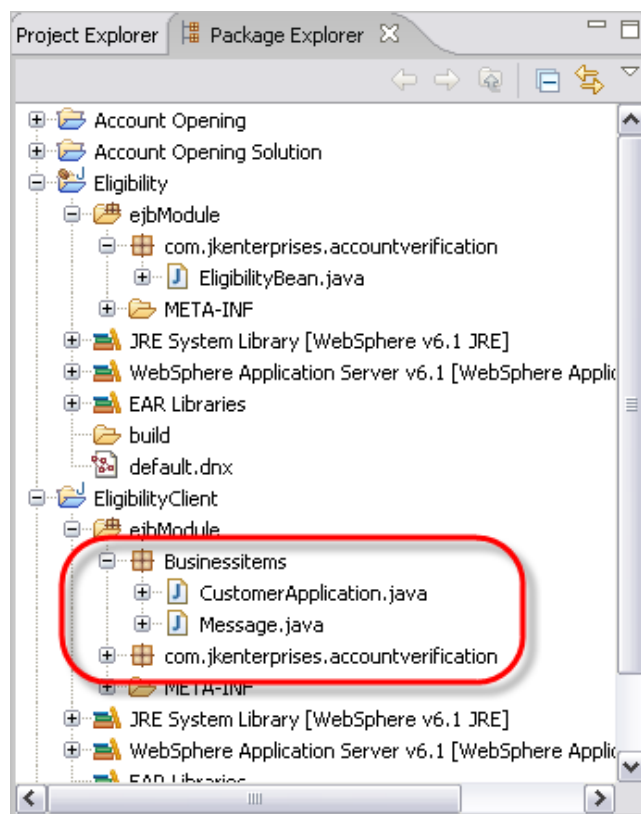 Project Explorer Package Explorer
Account Opening
Account Opening Solution
Eligibility
ejbModule
com.jkenterprises.accountverification
EligibilityBean.java
META-INF
JRE System Library [WebSphere v6.1 JRE]
WebSphere Application Server v6.1 [WebSphere Applic
EAR Libraries
build
default.dnx
EligibilityClient
ejbModule
Businessitems
CustomerApplication.java
Message.java
com.jkenterprises.accountverification
META-INF
JRE System Library [WebSphere v6.1 JRE]
WebSphere Application Server v6.1 [WebSphere Applic
EAR Libraries